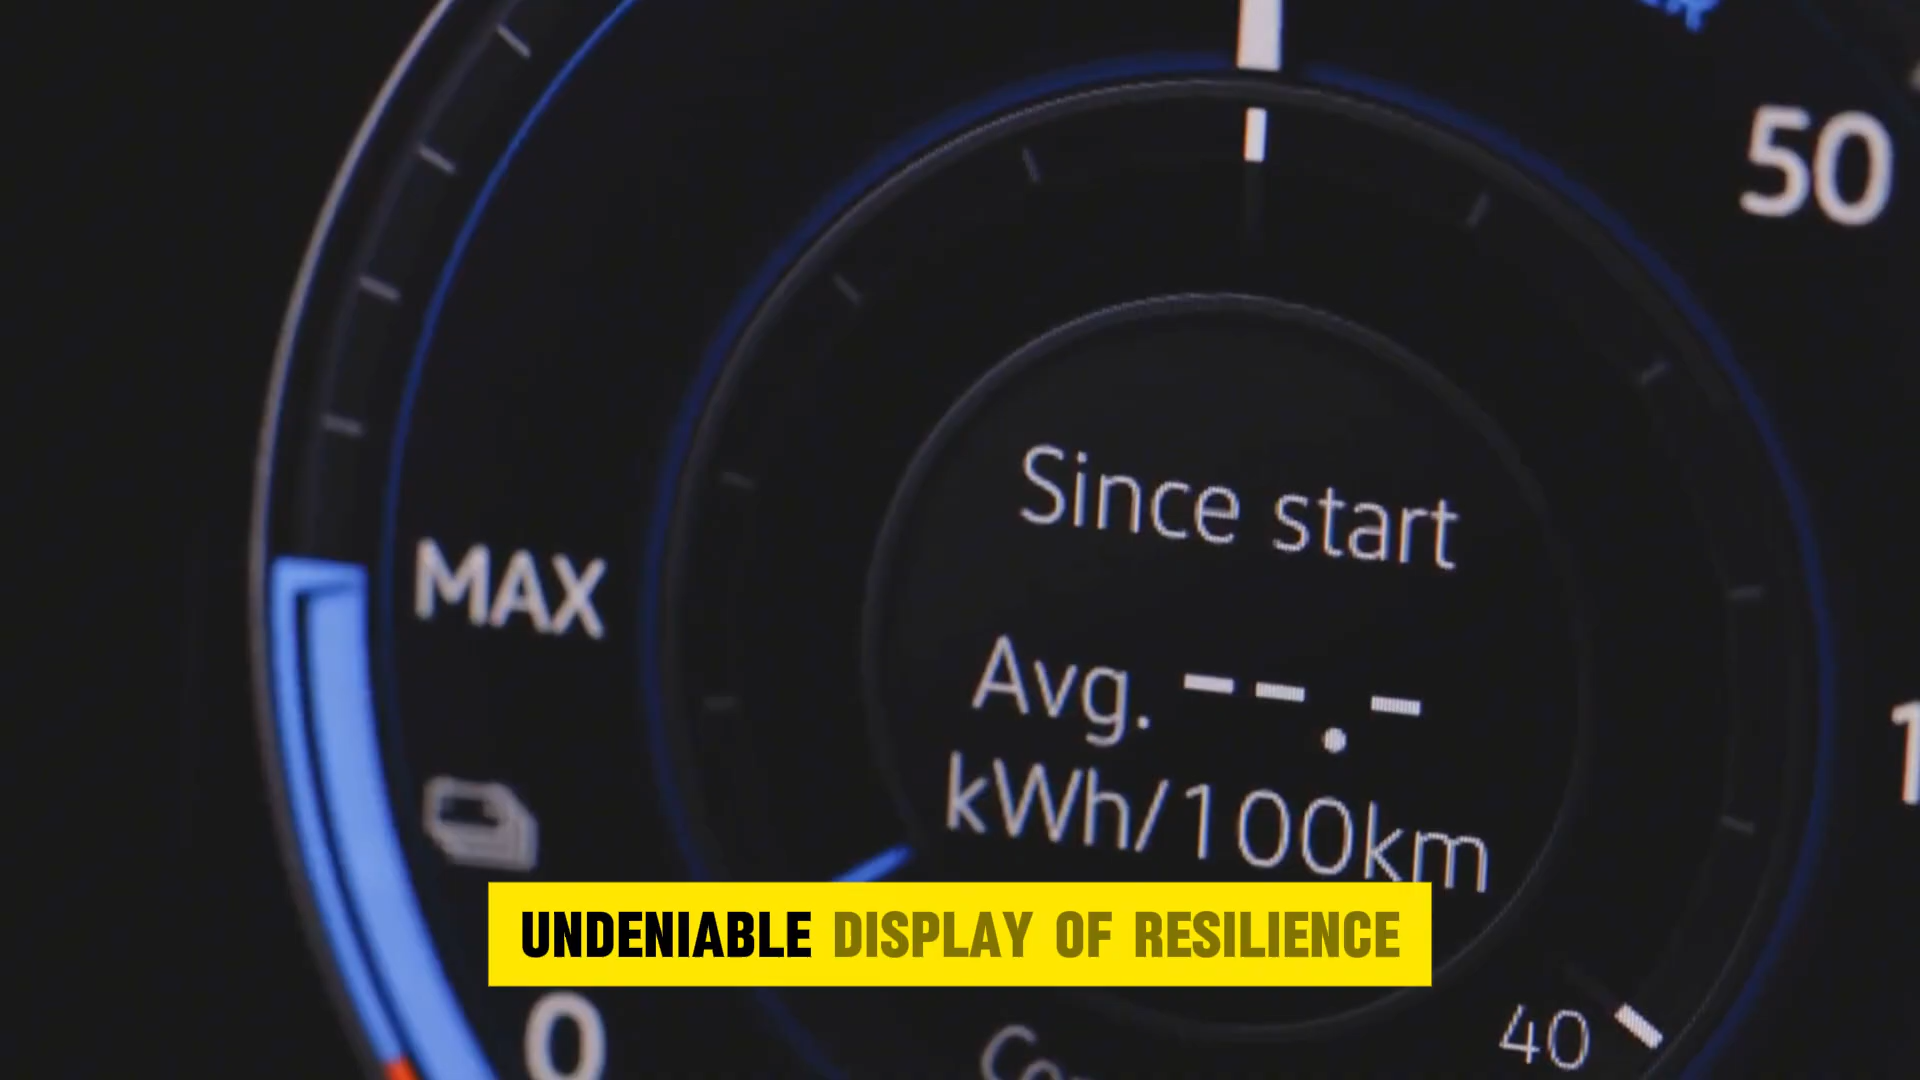 50
Since start
MAX
Avg. --.-
kWh/100km
UNDENIABLE DISPLAY OF RESILIENCE
0
40